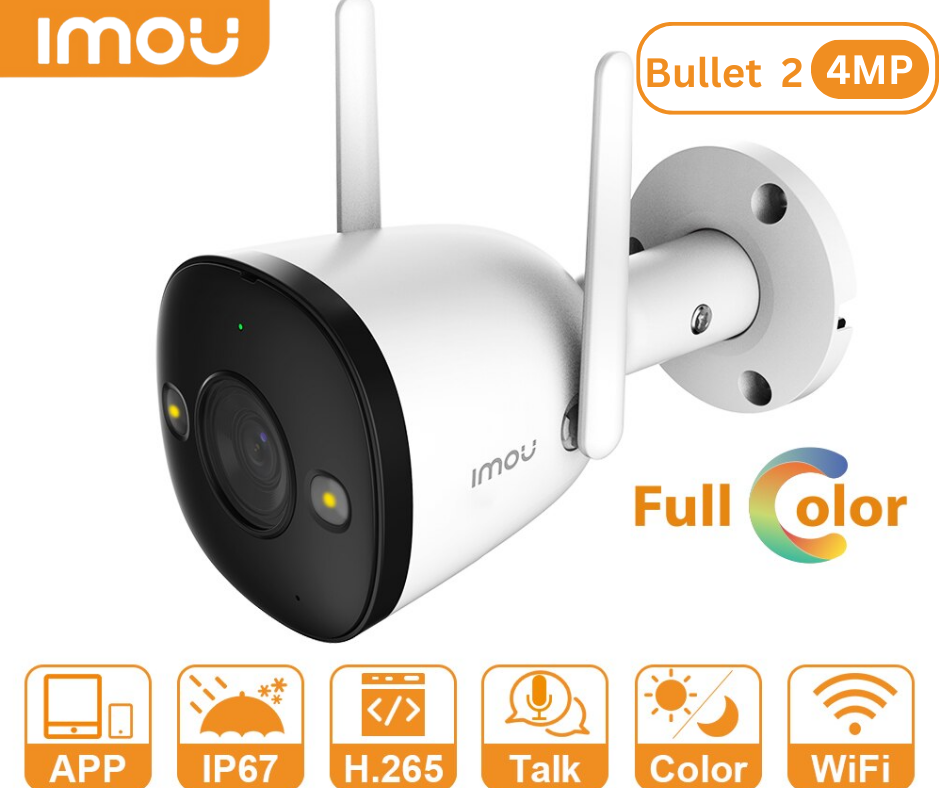 imou
Bullet 2 4MP
imou
Full Color
APP
IP67
H.265
Talk
Color
WiFi